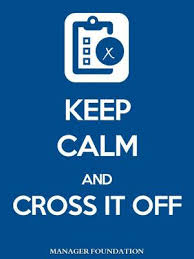 KEEP
CALM
AND
CROSS IT OFF
MANAGER FOUNDATION